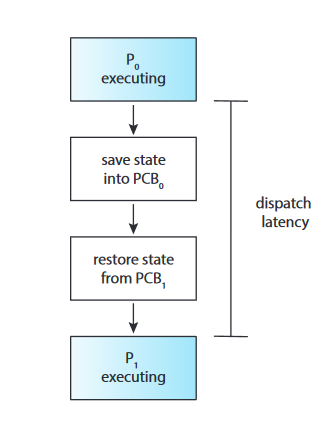 P₀
executing
save state
into PCB₀
restore state
from PCB₁
P₁
executing
dispatch
latency